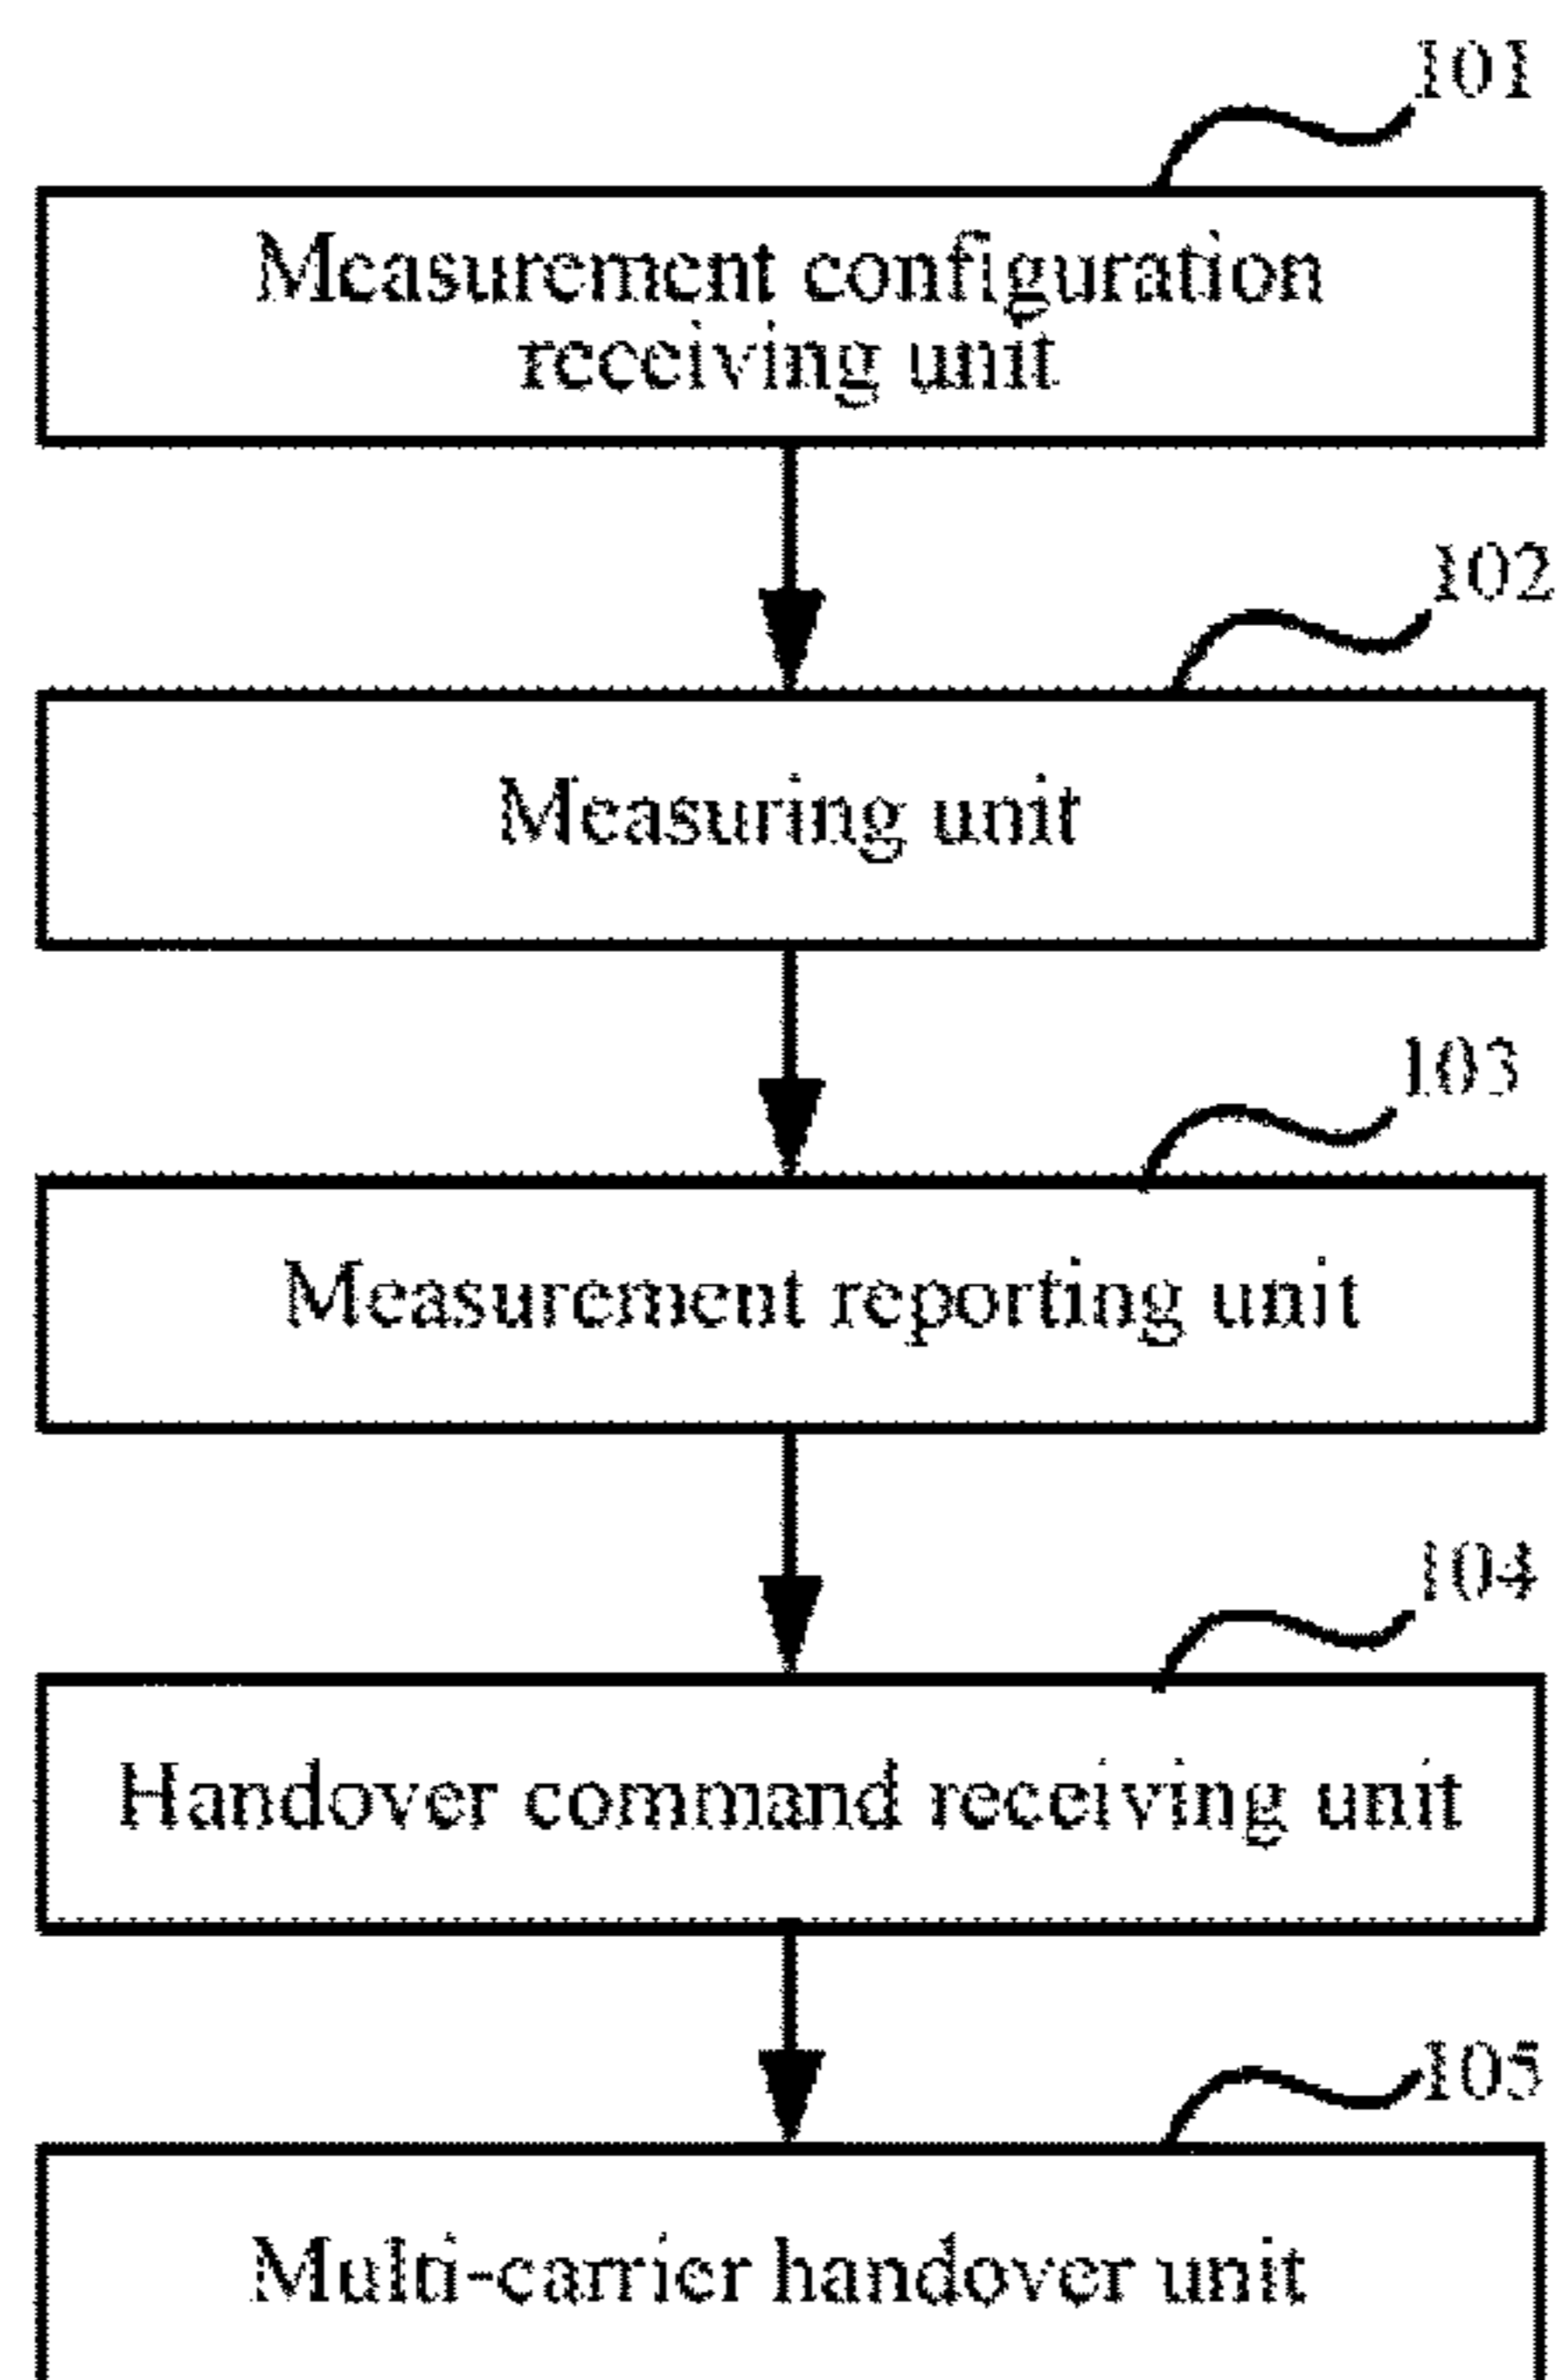 101
Measurement configuration
receiving unit
102
Measuring unit
103
Measurement reporting unit
104
Handover command receiving unit
105
Multi-carrier handover unit